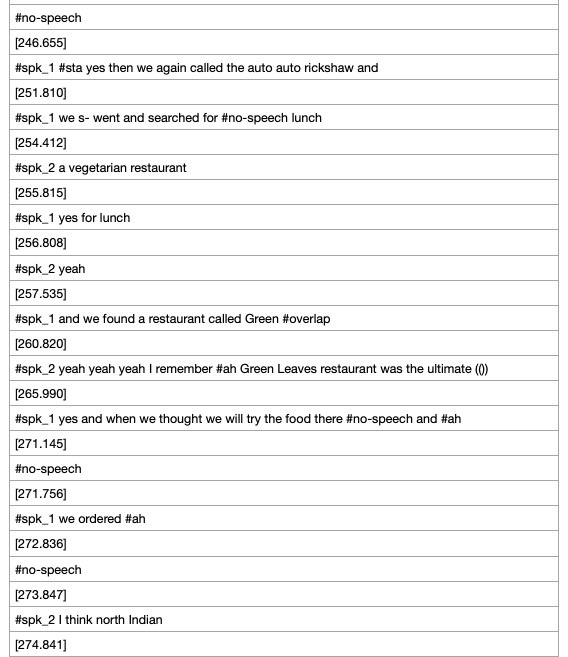 #no-speech
[246.655]
#spk_1 #sta yes then we again called the auto auto rickshaw and
[251.810]
#spk_1 we s- went and searched for #no-speech lunch
[254.412]
#spk_2 a vegetarian restaurant
[255.815]
#spk_1 yes for lunch
[256.808]
#spk_2 yeah
[257.535]
#spk_1 and we found a restaurant called Green #overlap
[260.820]
#spk_2 yeah yeah yeah I remember #ah Green Leaves restaurant was the ultimate (())
[265.990]
#spk_1 yes and when we thought we will try the food there #no-speech and #ah
[271.145]
#no-speech
[271.756]
#spk_1 we ordered #ah
[272.836]
#no-speech
[273.847]
#spk_2 I think north Indian
[274.841]